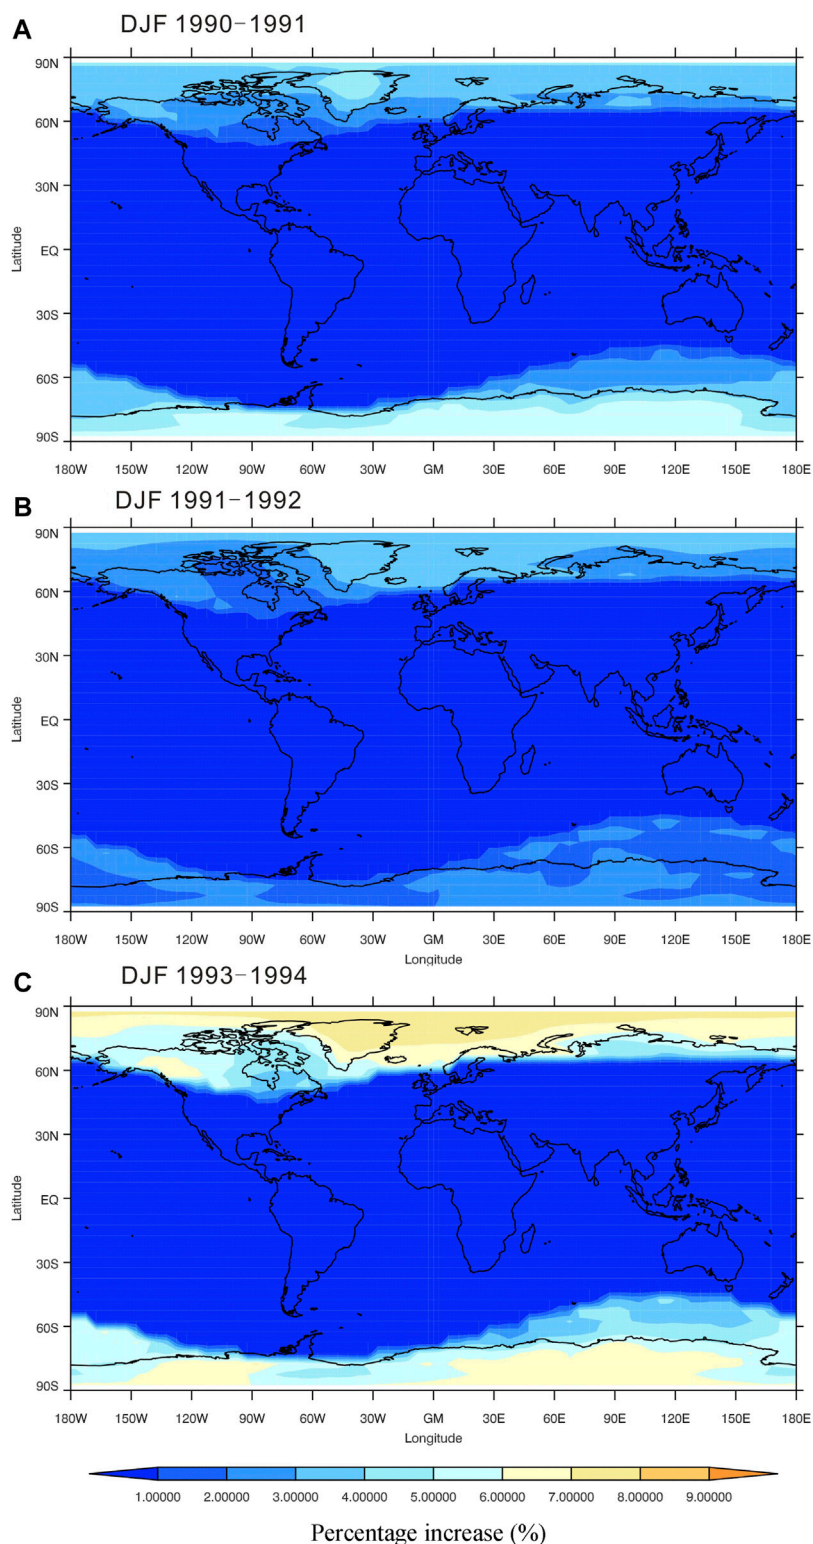 A
DJF 1990−1991
90N
60N
30N
EQ
30S
60S
90S
Latitude
180W 150W 120W 90W 60W 30W GM 30E 60E 90E 120E 150E 180E
B
DJF 1991−1992
90N
60N
30N
EQ
30S
60S
90S
Latitude
180W 150W 120W 90W 60W 30W GM 30E 60E 90E 120E 150E 180E
Longitude
C
DJF 1993−1994
90N
60N
30N
EQ
30S
60S
90S
Latitude
180W 150W 120W 90W 60W 30W GM 30E 60E 90E 120E 150E 180E
Longitude
1.00000 2.00000 3.00000 4.00000 5.00000 6.00000 7.00000 8.00000 9.00000
Percentage increase (%)